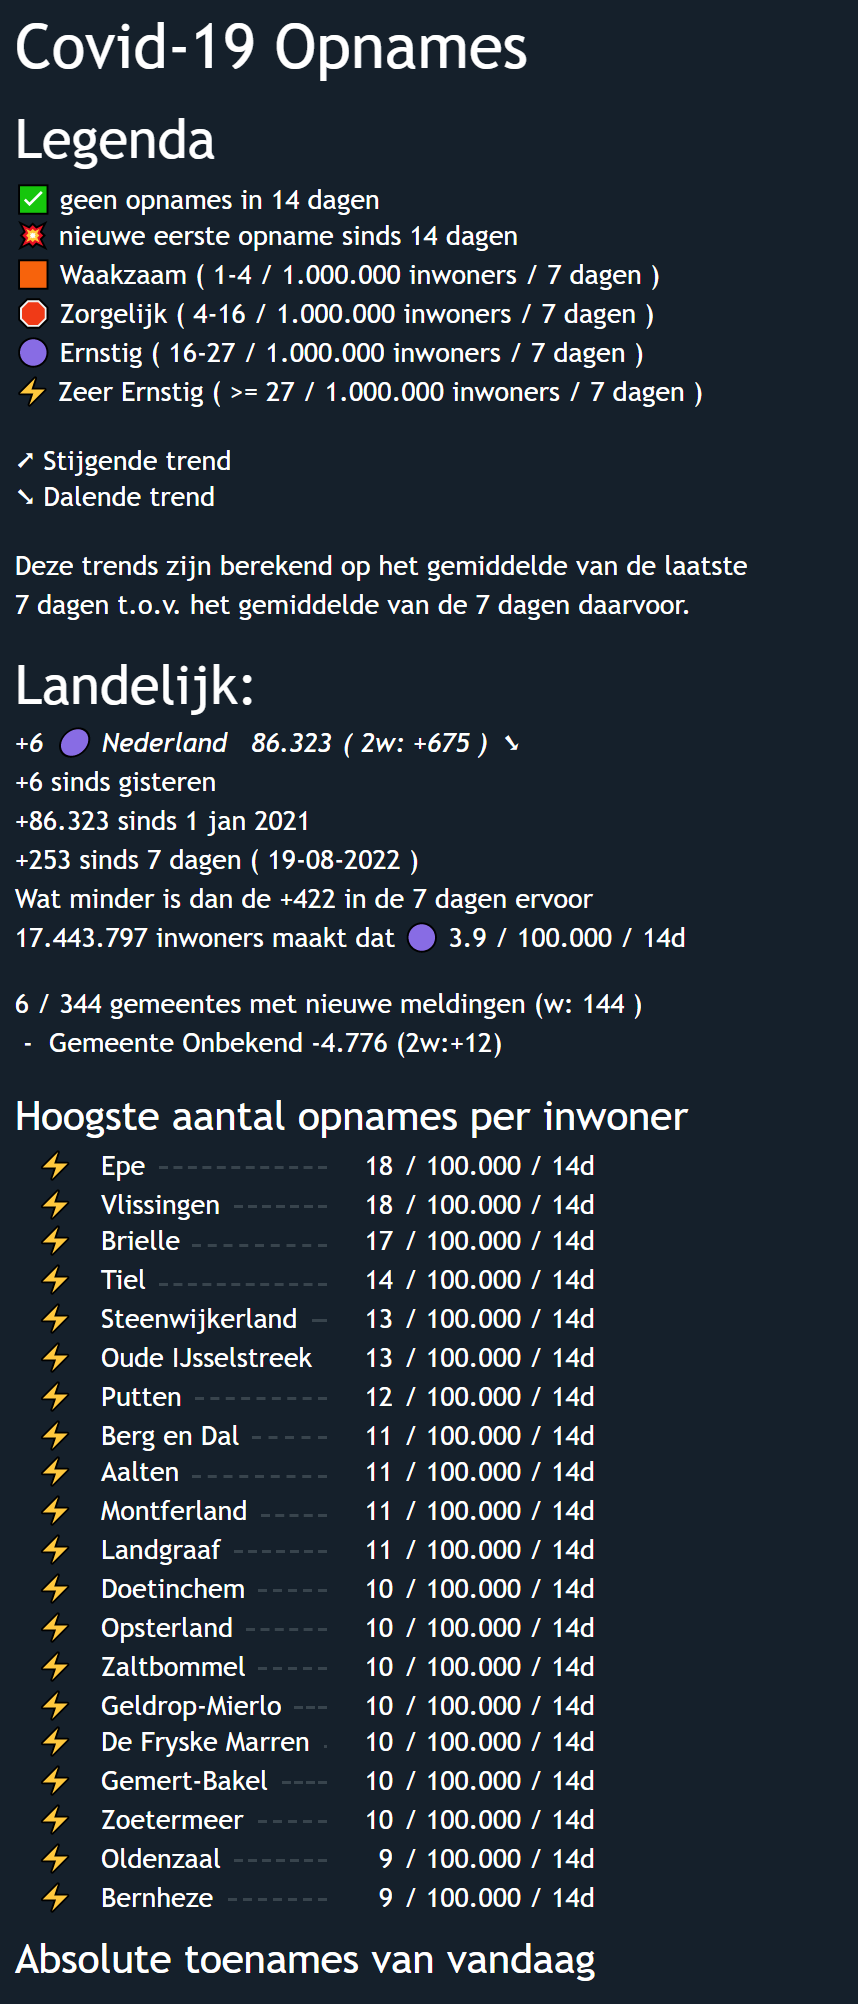 Covid-19 Opnames
Legenda
✅ geen opnames in 14 dagen
💥 nieuwe eerste opname sinds 14 dagen
🟧 Waakzaam ( 1-4 / 1.000.000 inwoners / 7 dagen )
🛑 Zorgelijk ( 4-16 / 1.000.000 inwoners / 7 dagen )
🟣 Ernstig ( 16-27 / 1.000.000 inwoners / 7 dagen )
⚡ Zeer Ernstig ( >= 27 / 1.000.000 inwoners / 7 dagen )
➚ Stijgende trend
➘ Dalende trend
Deze trends zijn berekend op het gemiddelde van de laatste
7 dagen t.o.v. het gemiddelde van de 7 dagen daarvoor.
Landelijk:
+6 🟣 Nederland 86.323 ( 2w: +675 ) ➘
+6 sinds gisteren
+86.323 sinds 1 jan 2021
+253 sinds 7 dagen ( 19-08-2022 )
Wat minder is dan de +422 in de 7 dagen ervoor
17.443.797 inwoners maakt dat 🟣 3.9 / 100.000 / 14d
6 / 344 gemeentes met nieuwe meldingen (w: 144 )
- Gemeente Onbekend -4.776 (2w:+12)
Hoogste aantal opnames per inwoner
⚡ Epe ------------- 18 / 100.000 / 14d
⚡ Vlissingen ------- 18 / 100.000 / 14d
⚡ Brielle ---------- 17 / 100.000 / 14d
⚡ Tiel ------------- 14 / 100.000 / 14d
⚡ Steenwijkerland - 13 / 100.000 / 14d
⚡ Oude IJsselstreek 13 / 100.000 / 14d
⚡ Putten ---------- 12 / 100.000 / 14d
⚡ Berg en Dal ----- 11 / 100.000 / 14d
⚡ Aalten ---------- 11 / 100.000 / 14d
⚡ Montferland ----- 11 / 100.000 / 14d
⚡ Landgraaf ------- 11 / 100.000 / 14d
⚡ Doetinchem ----- 10 / 100.000 / 14d
⚡ Opsterland ------ 10 / 100.000 / 14d
⚡ Zaltbommel ----- 10 / 100.000 / 14d
⚡ Geldrop-Mierlo --- 10 / 100.000 / 14d
⚡ De Fryske Marren . 10 / 100.000 / 14d
⚡ Gemert-Bakel ---- 10 / 100.000 / 14d
⚡ Zoetermeer ----- 10 / 100.000 / 14d
⚡ Oldenzaal ------- 9 / 100.000 / 14d
⚡ Bernheze ------- 9 / 100.000 / 14d
Absolute toenames van vandaag